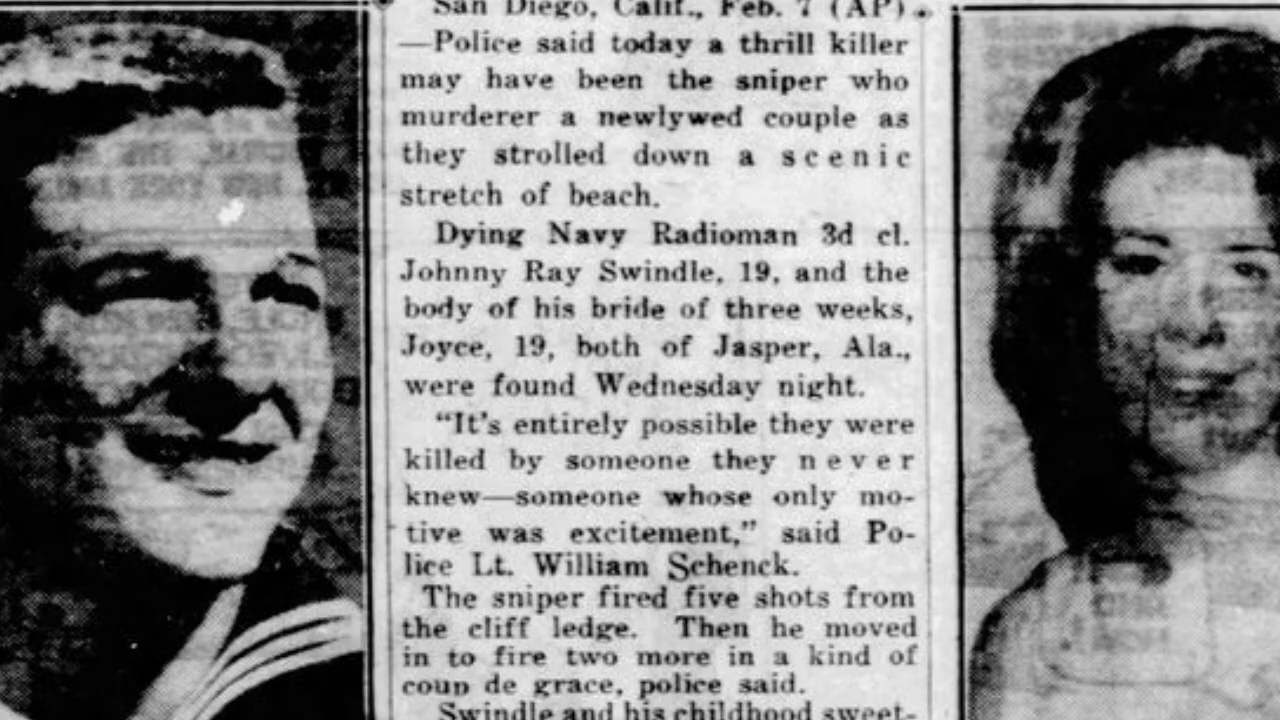 San Diego, Calif., Feb. 7 (AP)
—Police said today a thrill killer
may have been the sniper who
murderer a newlywed couple as
they strolled down a scenic
stretch of beach.
Dying Navy Radioman 3d cl.
Johnny Ray Swindle, 19, and the
body of his bride of three weeks,
Joyce, 19, both of Jasper, Ala.,
were found Wednesday night.
"It's entirely possible they were
killed by someone they never
knew—someone whose only mo-
tive was excitement," said Po-
lice Lt. William Schenck.
The sniper fired five shots from
the cliff ledge. Then he moved
in to fire two more in a kind of
coup de grace, police said.
Swindle and his childhood sweet-